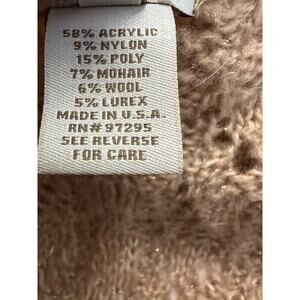 58% ACRYLIC
9% NYLON
15% POLY
7% MOHAIR
6% WOOL
5% LUREX
MADE IN U.S.A.
RN# 97295
SEE REVERSE
FOR CARE